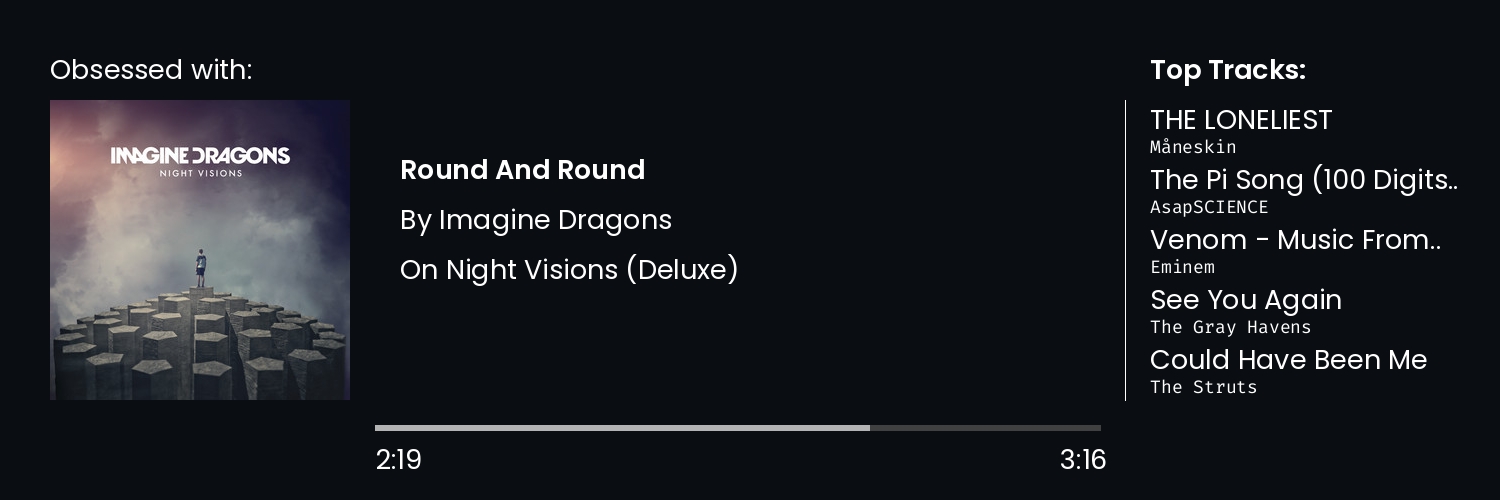 Obsessed with:
IMAGINE DRAGONS
NIGHT VISIONS
Round And Round
By Imagine Dragons
On Night Visions (Deluxe)
2:19
3:16
Top Tracks:
THE LONELIEST
Måneskin
The Pi Song (100 Digits..
AsapSCIENCE
Venom - Music From..
Eminem
See You Again
The Gray Havens
Could Have Been Me
The Struts